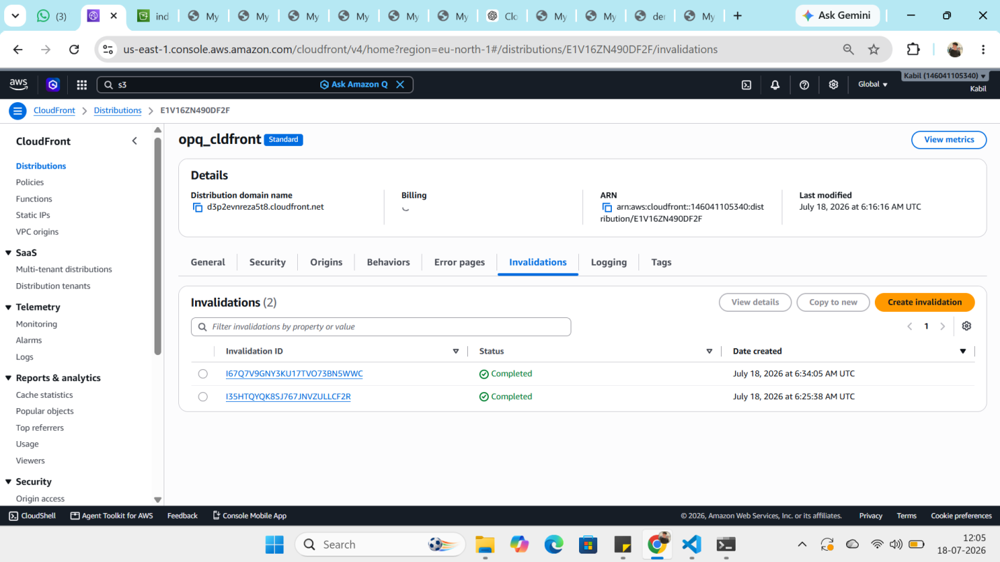 (3)
ind
My
My
My
My
My
My
Clo
My
My
der
My
Ask Gemini
us-east-1.console.aws.amazon.com/cloudfront/v4/home?region=eu-north-1#/distributions/E1V16ZN490DF2F/invalidations
aws
s3
Ask Amazon Q
Global
Kabil (146041105340)
Kabil
CloudFront
Distributions
E1V16ZN490DF2F
CloudFront
Distributions
Policies
Functions
Static IPs
VPC origins
SaaS
Multi-tenant distributions
Distribution tenants
Telemetry
Monitoring
Alarms
Logs
Reports & analytics
Cache statistics
Popular objects
Top referrers
Usage
Viewers
Security
Origin access
opq_cldfront Standard
View metrics
Details
Distribution domain name
d3p2evnreza5t8.cloudfront.net
Billing
ARN
arn:aws:cloudfront::146041105340:dist
ribution/E1V16ZN490DF2F
Last modified
July 18, 2026 at 6:16:16 AM UTC
General
Security
Origins
Behaviors
Error pages
Invalidations
Logging
Tags
Invalidations (2)
View details
Copy to new
Create invalidation
Filter invalidations by property or value
1
Invalidation ID
Status
Date created
I67Q7V9GNY3KU17TVO73BN5WWC
Completed
July 18, 2026 at 6:34:05 AM UTC
I35HTQYQK8SJ767JNVZULLCF2R
Completed
July 18, 2026 at 6:25:38 AM UTC
CloudShell
Agent Toolkit for AWS
Feedback
Console Mobile App
© 2026, Amazon Web Services, Inc. or its affiliates.
Privacy
Terms
Cookie preferences
Search
12:05
18-07-2026